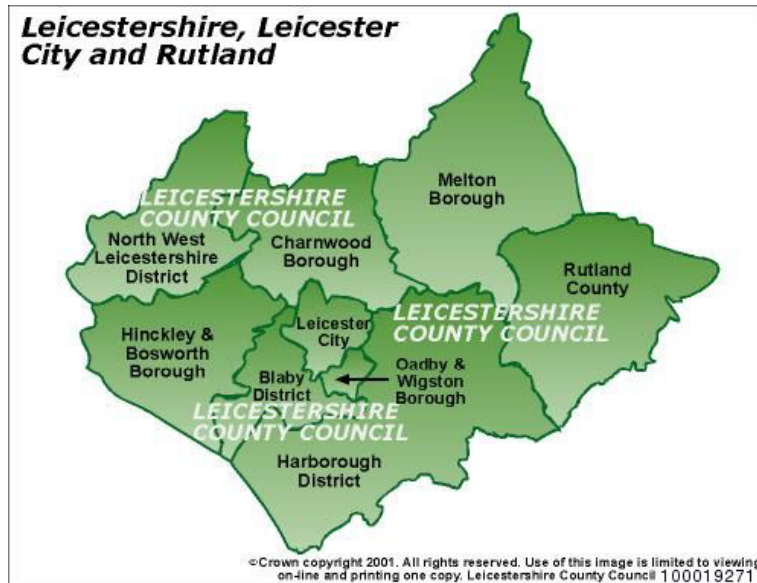 Leicestershire, Leicester
City and Rutland
Melton
Borough
LEICESTERSHIRE
COUNTY COUNCIL
North West
Leicestershire
District
Charnwood
Borough
Rutland
County
LEICESTERSHIRE
COUNTY COUNCIL
Leicester
City
Hinckley &
Bosworth
Borough
Oadby &
Wigston
Borough
Blaby
District
LEICESTERSHIRE
COUNTY COUNCIL
Harborough
District
©Crown copyright 2001. All rights reserved. Use of this image is limited to viewing
on-line and printing one copy. Leicestershire County Council 100019271